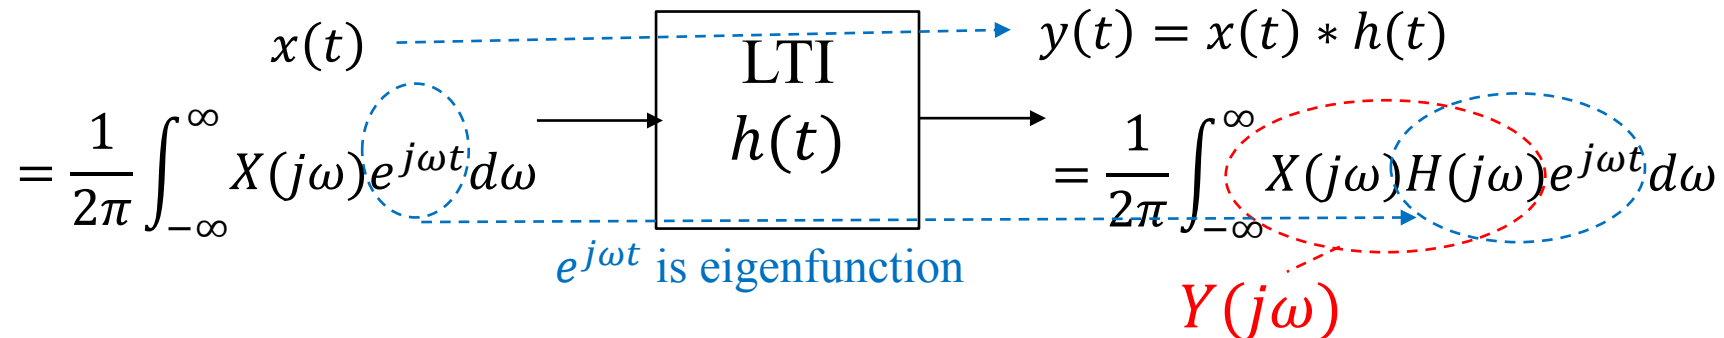 x(t)
= 1/2π ∫_{-∞}^{∞} X(jω)e^{jωt}dω
LTI
h(t)
e^{jωt} is eigenfunction
y(t) = x(t) ∗ h(t)
= 1/2π ∫_{-∞}^{∞} X(jω)H(jω)e^{jωt}dω
Y(jω)